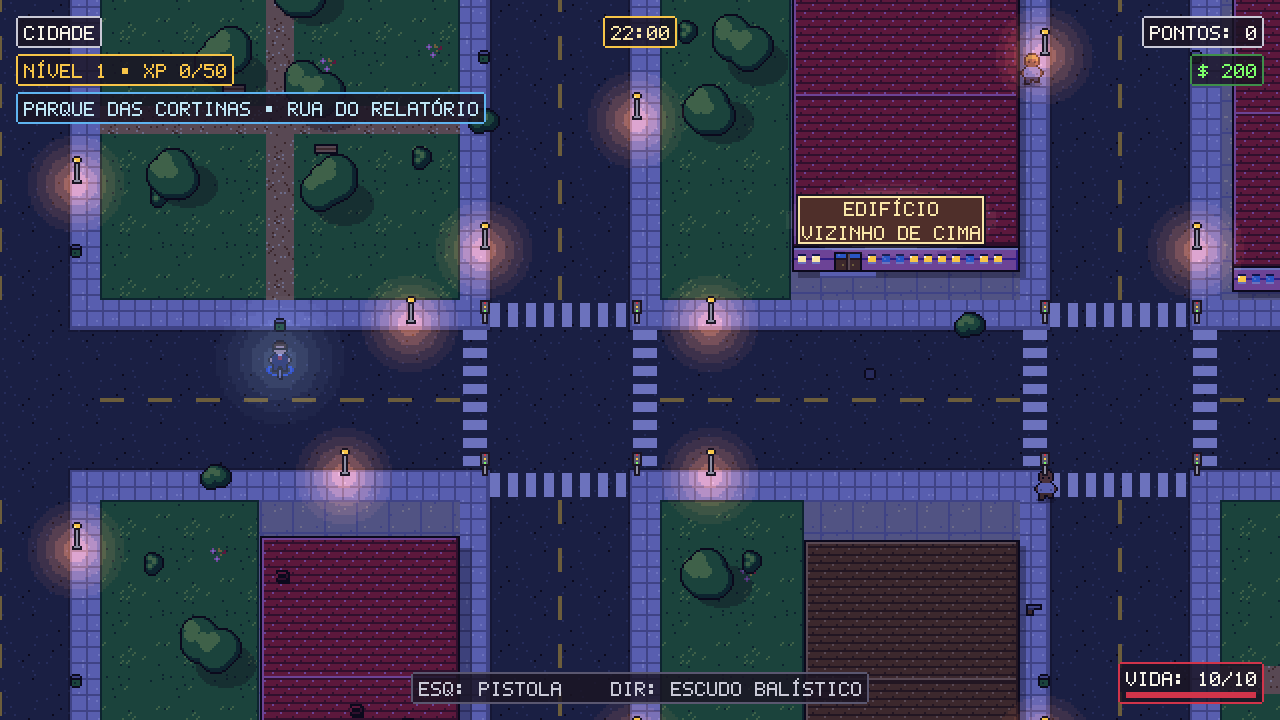 CIDADE
22:00
PONTOS: 0
NÍVEL 1 ▪ XP 0/50
$ 200
PARQUE DAS CORTINAS ▪ RUA DO RELATÓRIO
EDIFÍCIO
VIZINHO DE CIMA
ESQ: PISTOLA DIR: ESCUDO BALÍSTICO
VIDA: 10/10